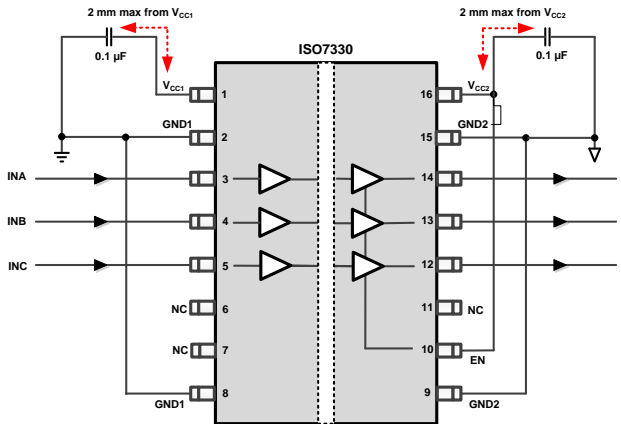 2 mm max from VCC1
2 mm max from VCC2
0.1 µF
0.1 µF
ISO7330
VCC1
VCC2
1
16
GND1
GND2
2
15
INA
3
14
INB
4
13
INC
5
12
NC
6
11
NC
NC
7
10
EN
8
9
GND1
GND2